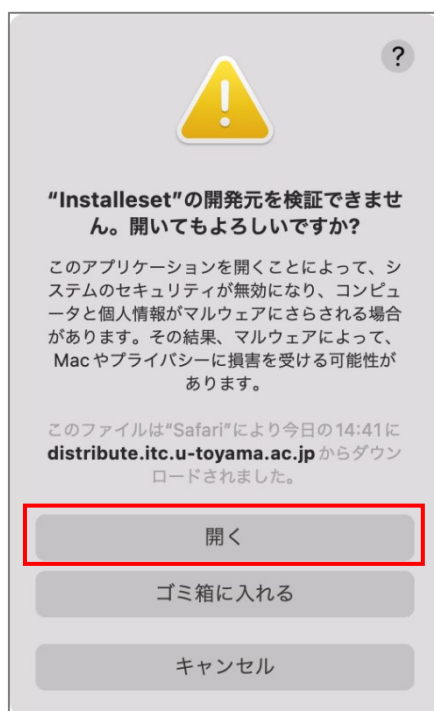 ?
“Installeset”の開発元を検証できませ
ん。開いてもよろしいですか?
このアプリケーションを開くことによって、シ
ステムのセキュリティが無効になり、コンピュ
ータと個人情報がマルウェアにさらされる場合
があります。その結果、マルウェアによって、
Macやプライバシーに損害を受ける可能性が
あります。
このファイルは“Safari”により今日の14:41に
distribute.itc.u-toyama.ac.jpからダウン
ロードされました。
開く
ゴミ箱に入れる
キャンセル